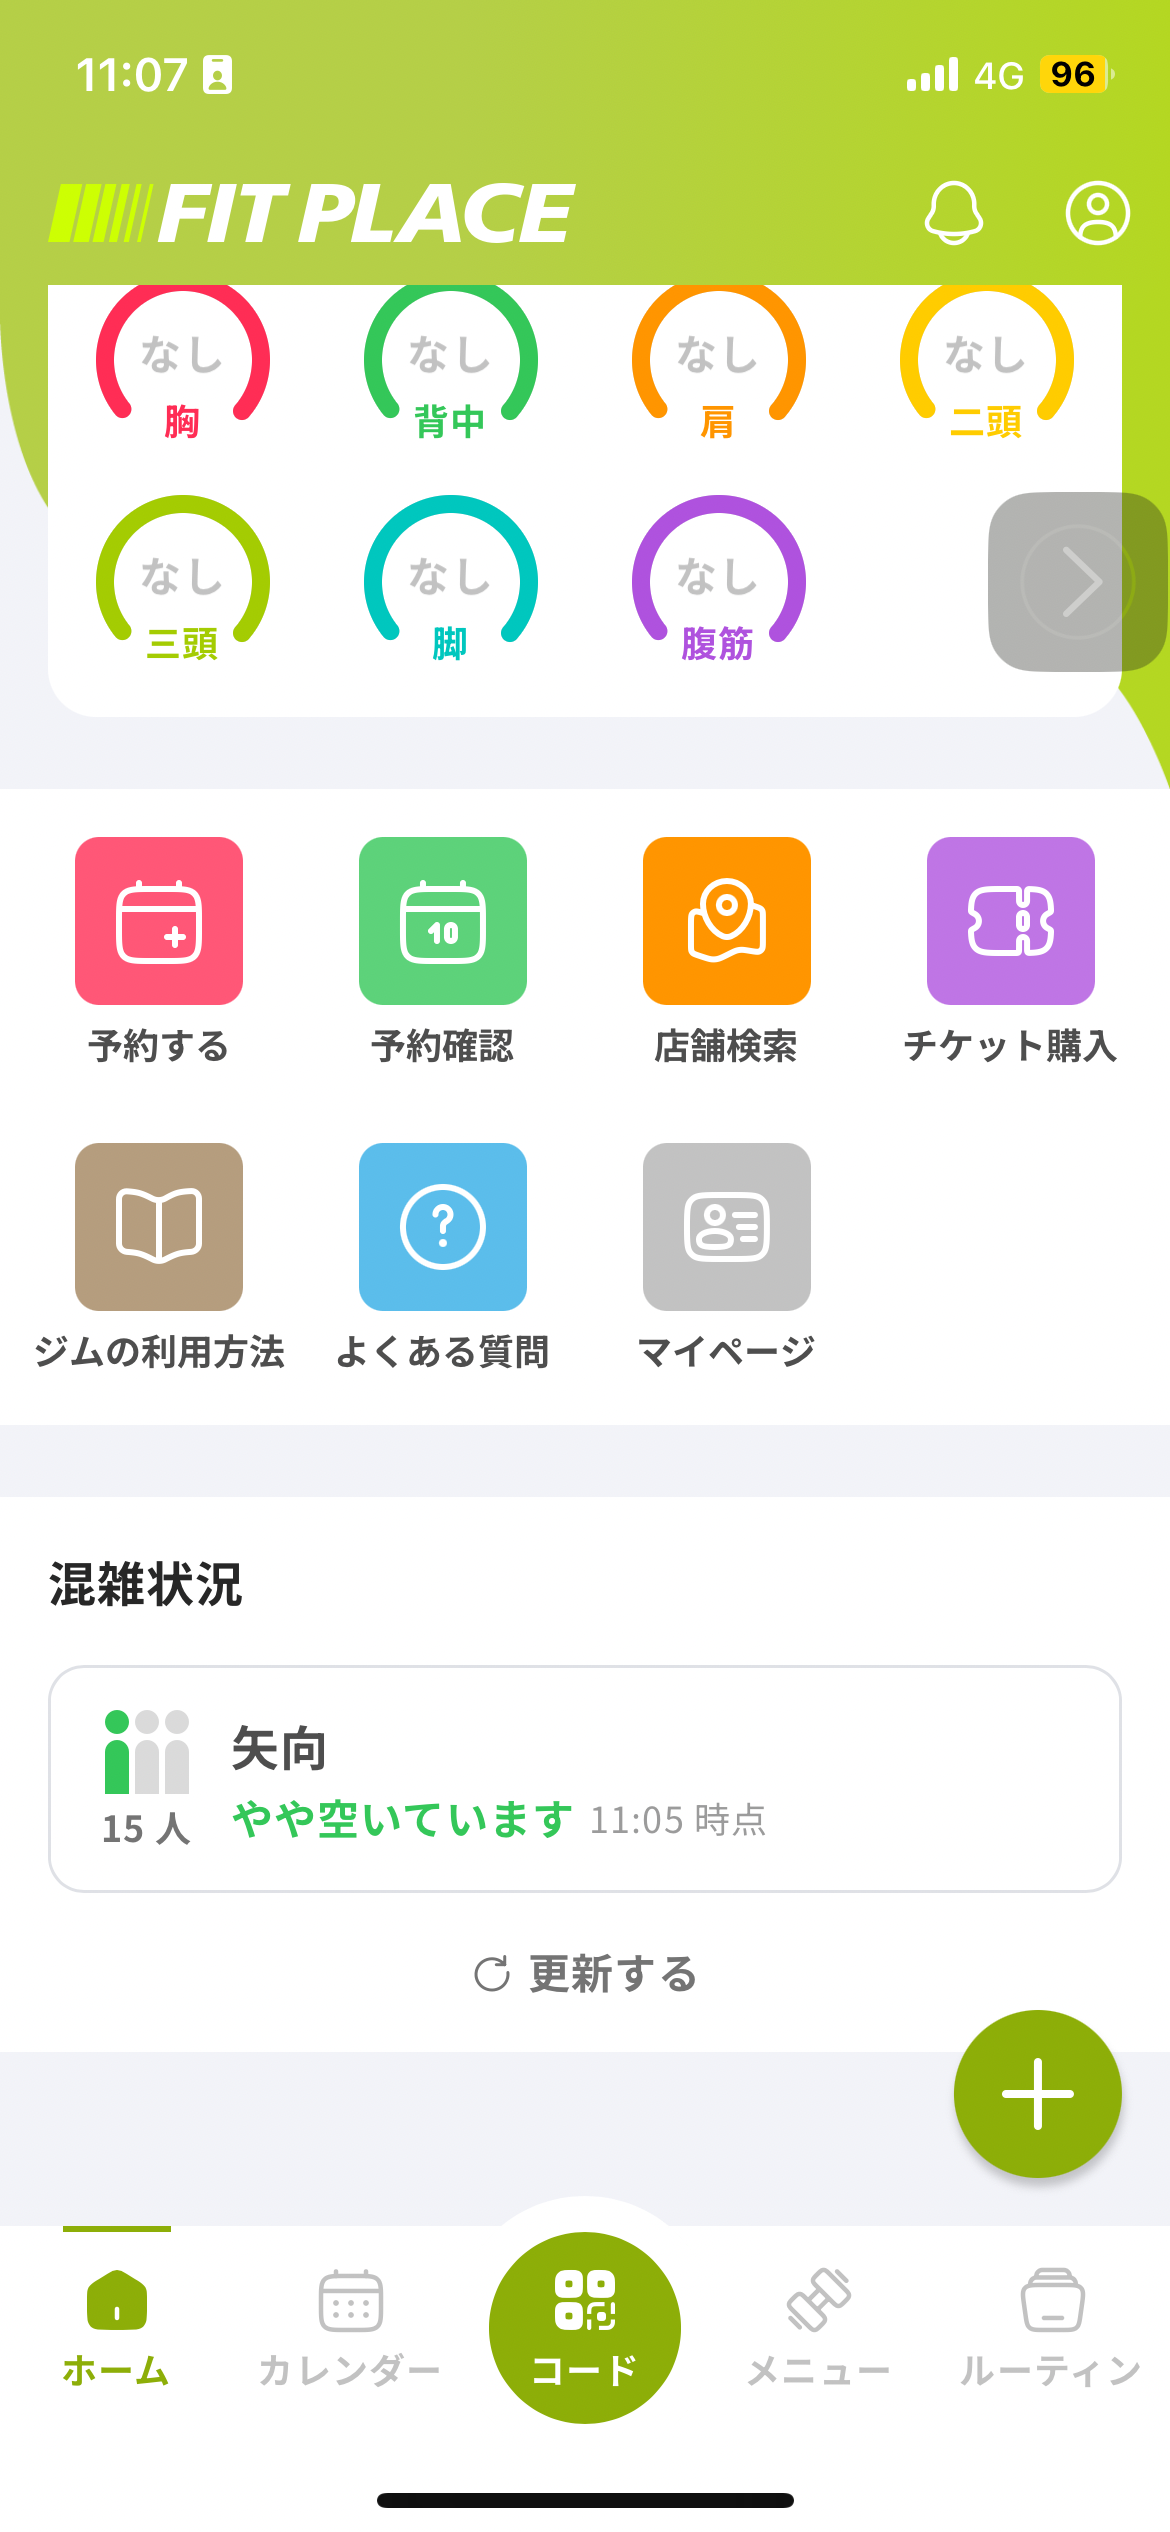 11:07
4G 96
FIT PLACE
なし なし なし なし
胸 背中 肩 二頭
なし なし なし
三頭 脚 腹筋
10
予約する 予約確認 店舗検索 チケット購入
ジムの利用方法 よくある質問 マイページ
混雑状況
矢向
15 人 やや空いています 11:05 時点
更新する
ホーム カレンダー コード メニュー ルーティン